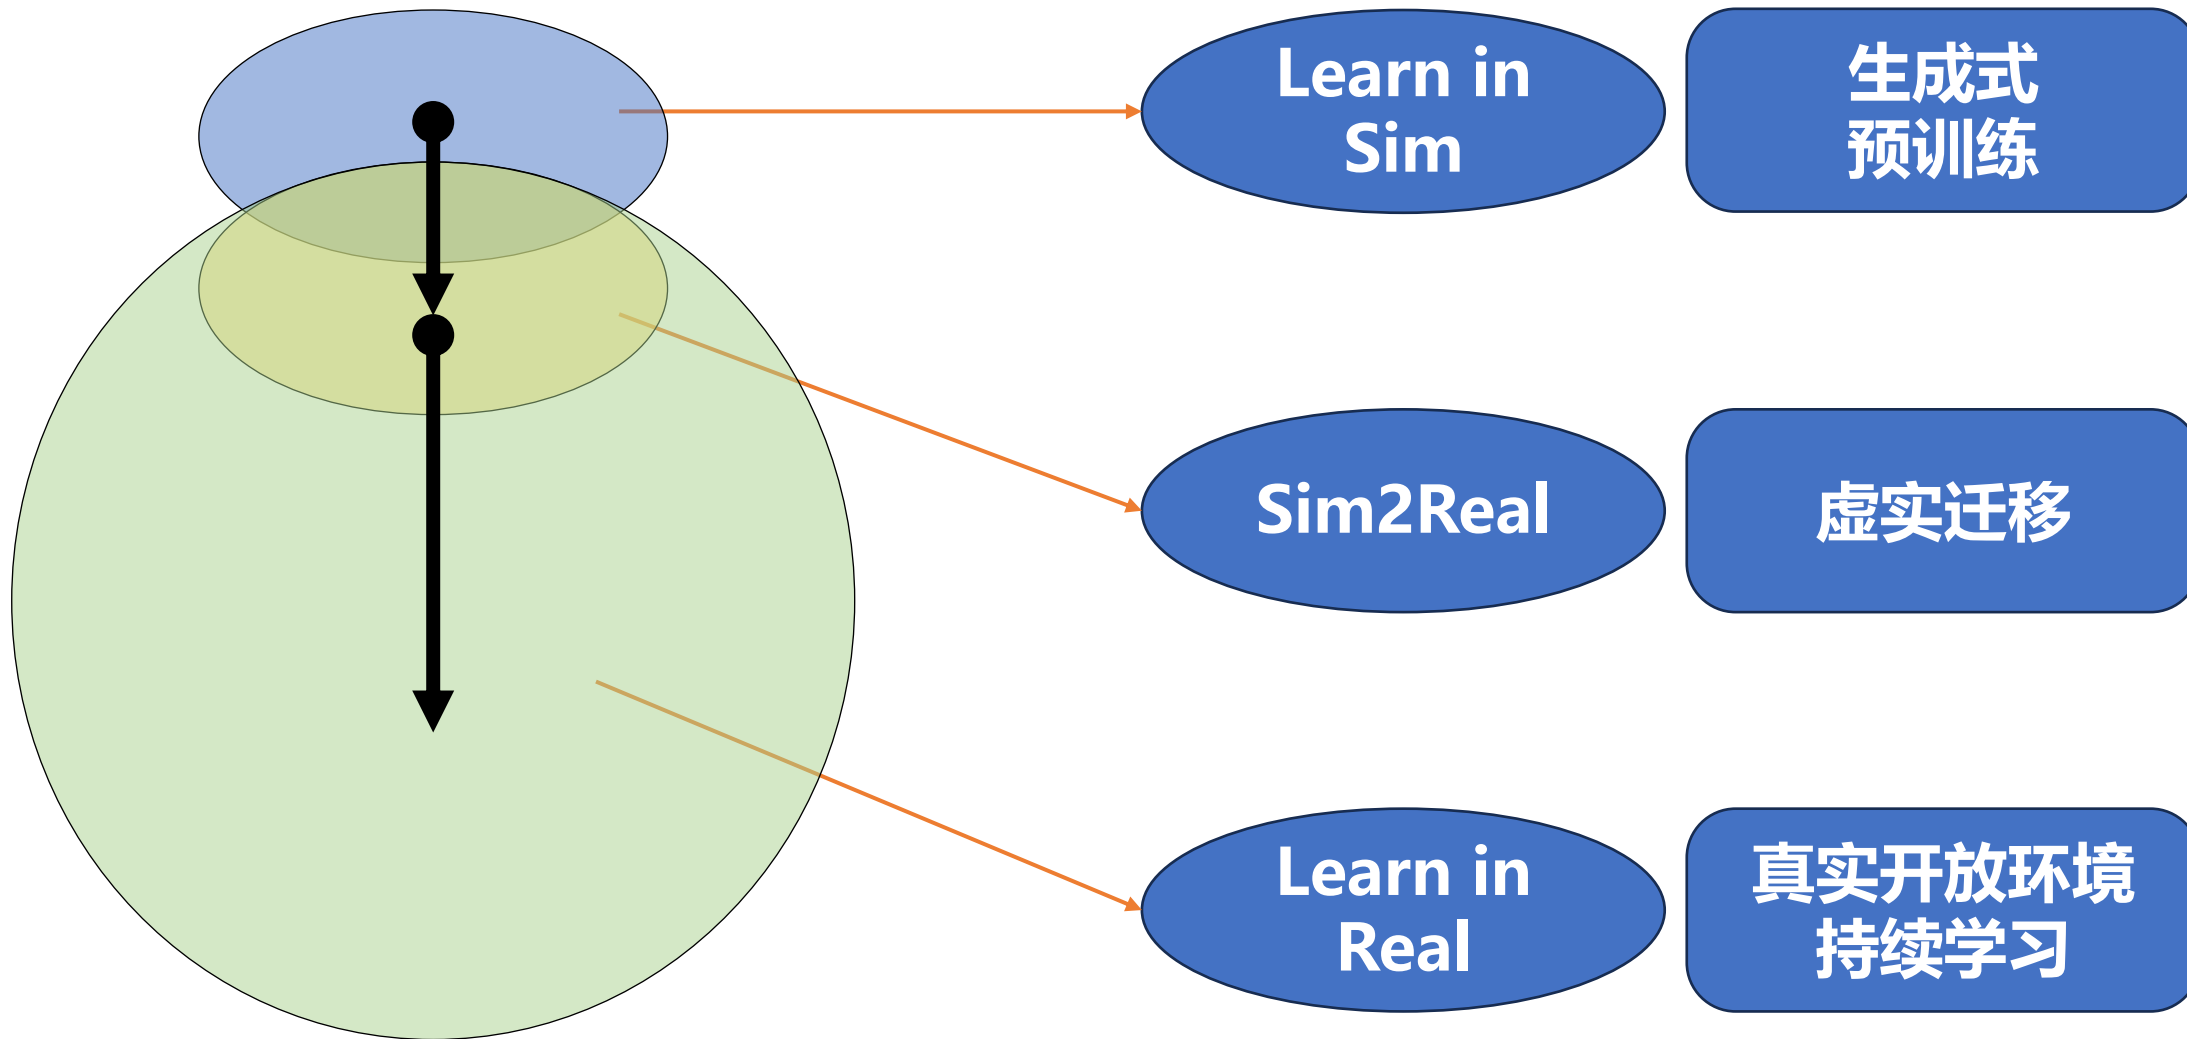 Learn in
Sim
生成式
预训练
Sim2Real
虚实迁移
Learn in
Real
真实开放环境
持续学习